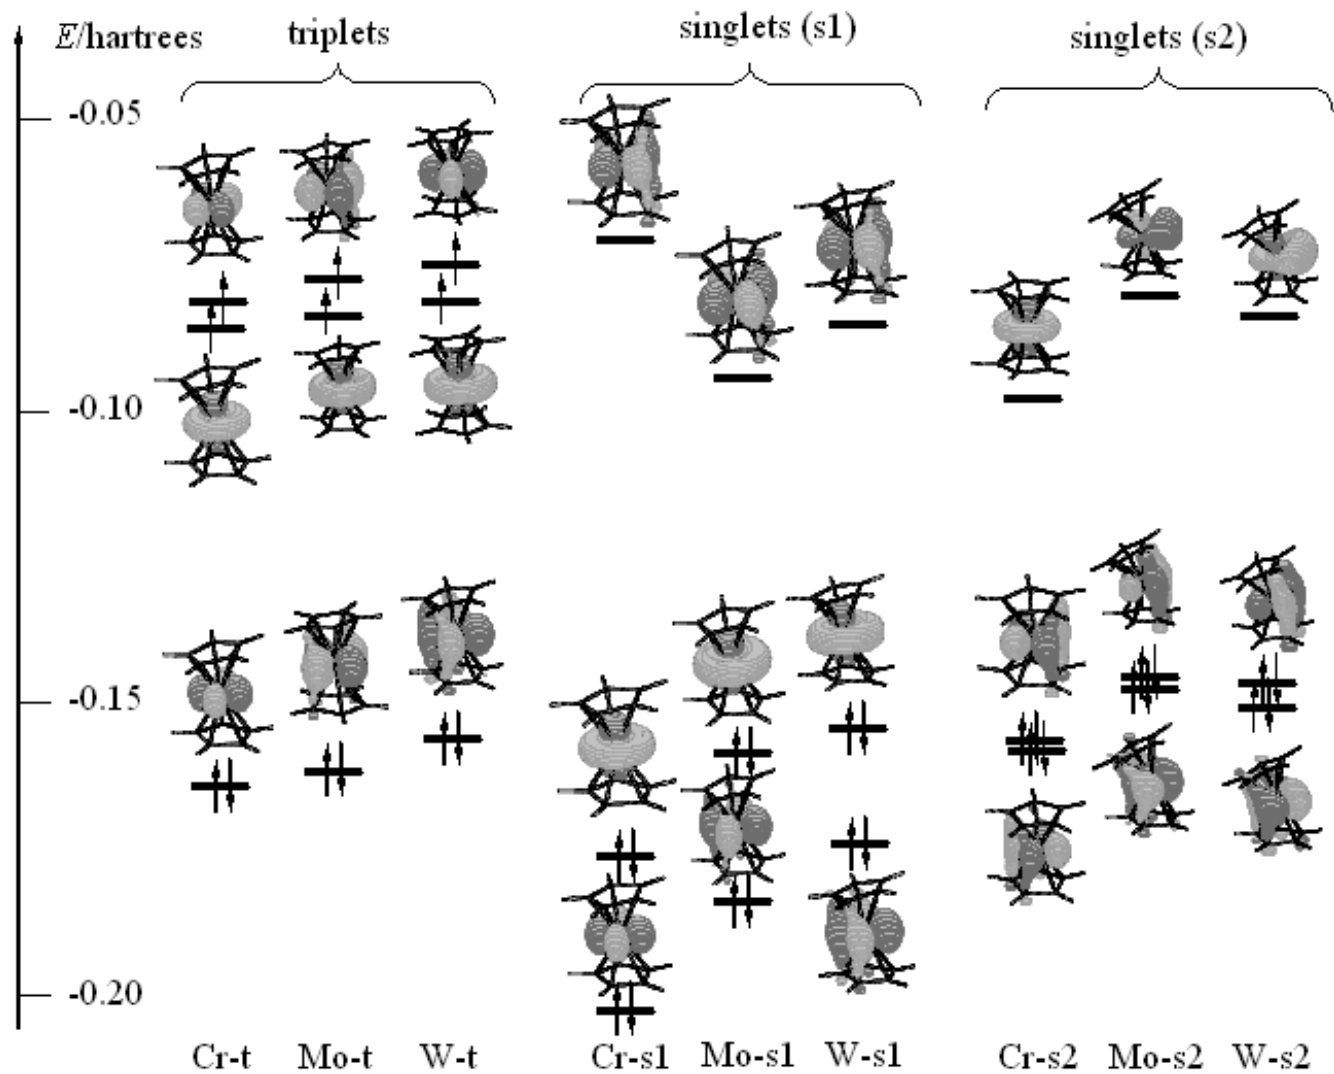 E/hartrees
triplets
singlets (s1)
singlets (s2)
-0.05
-0.10
-0.15
-0.20
Cr-t
Mo-t
W-t
Cr-s1
Mo-s1
W-s1
Cr-s2
Mo-s2
W-s2